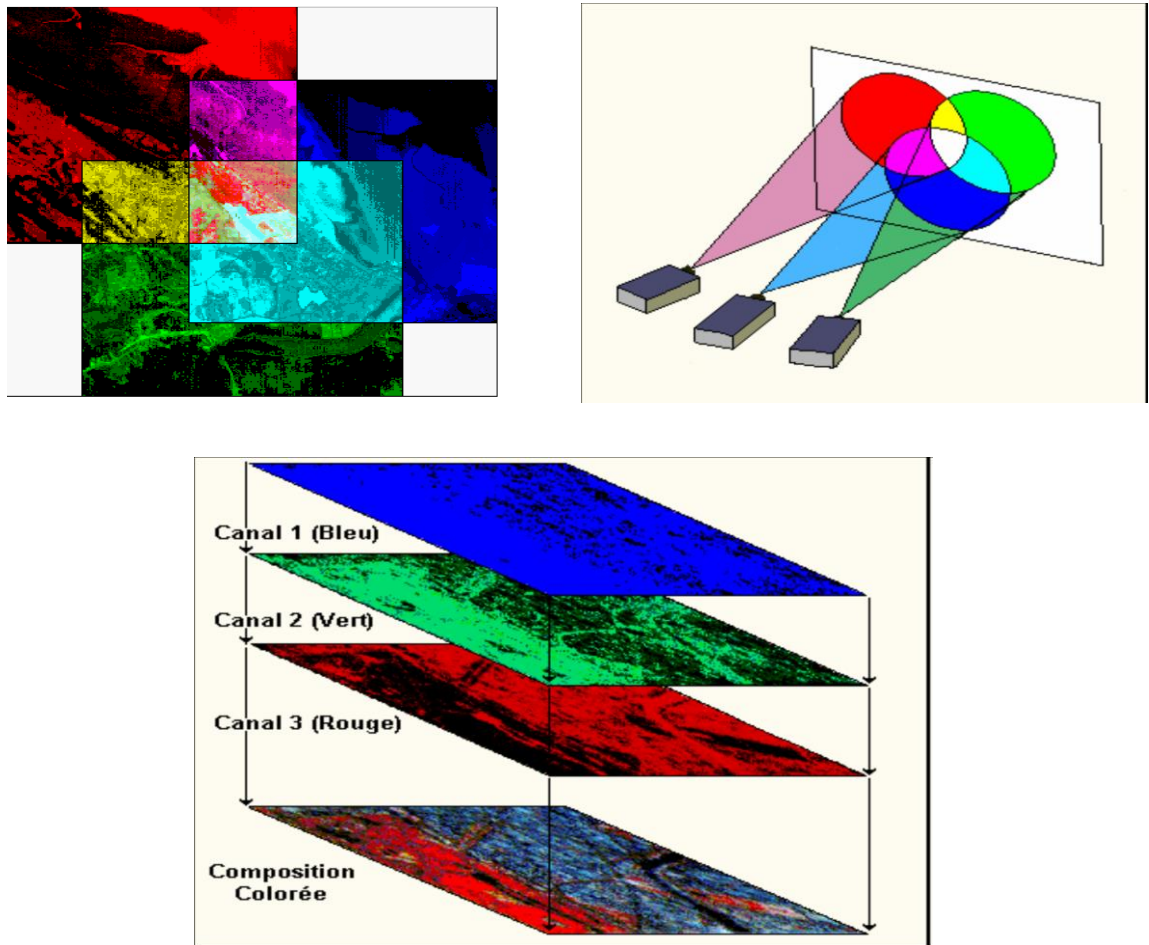 Canal 1 (Bleu)
Canal 2 (Vert)
Canal 3 (Rouge)
Composition
Colorée